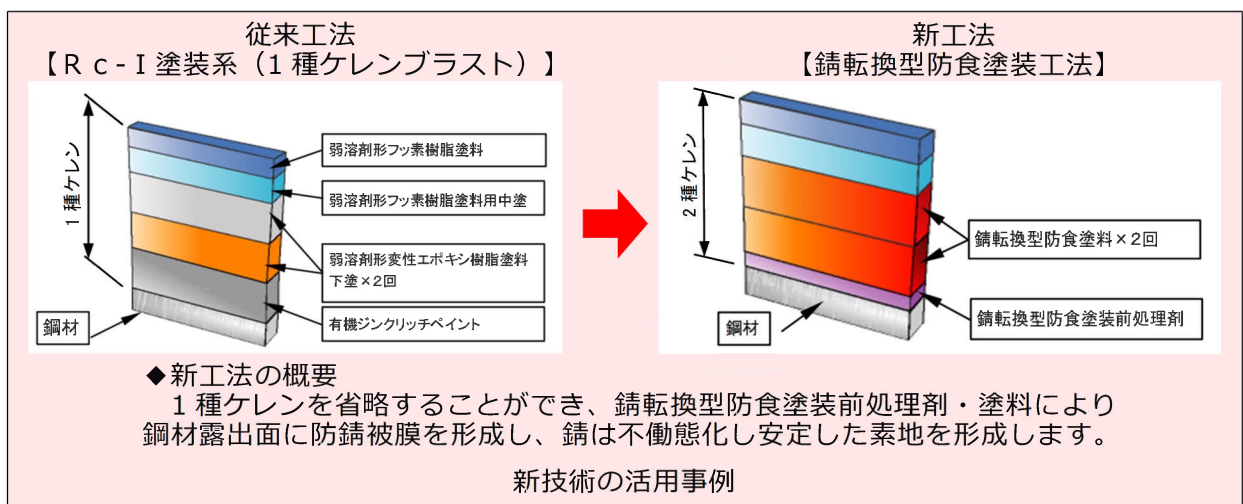 従来工法
【Ｒｃ-Ⅰ塗装系（１種ケレンブラスト）】
１種ケレン
弱溶剤形フッ素樹脂塗料
弱溶剤形フッ素樹脂塗料用中塗
弱溶剤形変性エポキシ樹脂塗料
下塗×２回
有機ジンクリッチペイント
鋼材
新工法
【錆転換型防食塗装工法】
２種ケレン
錆転換型防食塗料×２回
錆転換型防食塗装前処理剤
鋼材
◆新工法の概要
１種ケレンを省略することができ、錆転換型防食塗装前処理剤・塗料により
鋼材露出面に防錆被膜を形成し、錆は不働態化し安定した素地を形成します。
新技術の活用事例